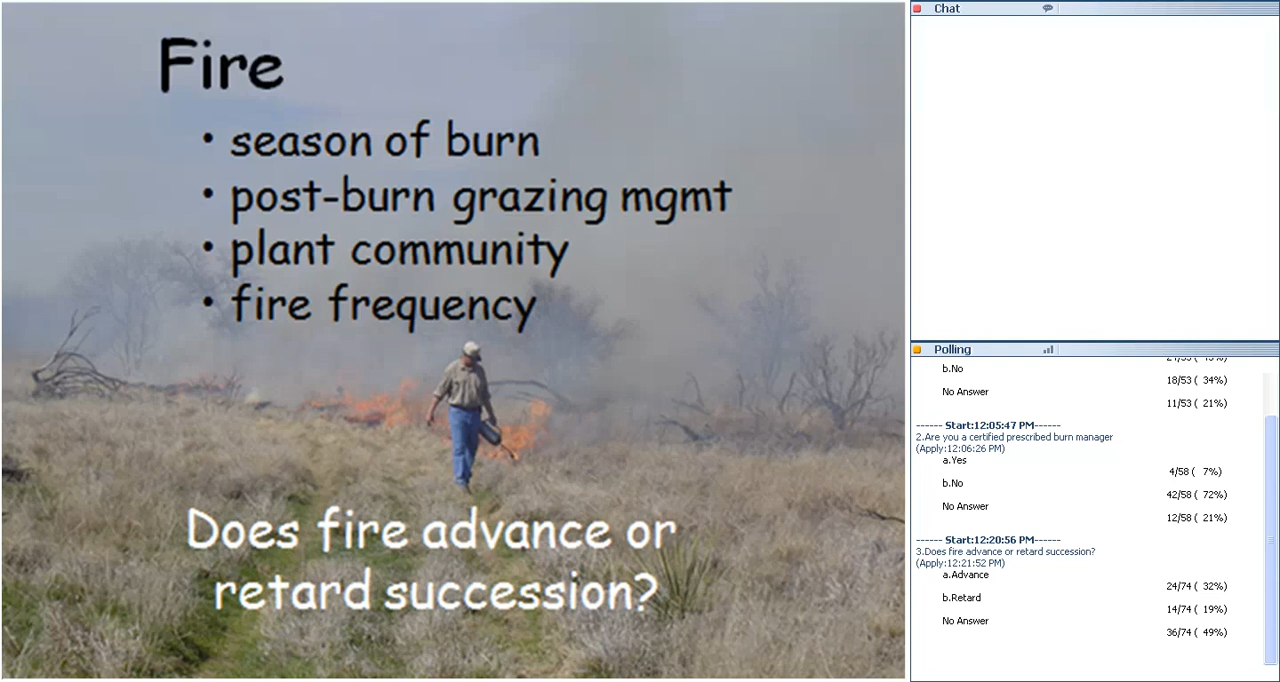 Fire
• season of burn
• post-burn grazing mgmt
• plant community
• fire frequency
Does fire advance or
retard succession?
Chat
Polling
b.No
18/53 ( 34%)
No Answer
11/53 ( 21%)
------ Start:12:05:47 PM------
2.Are you a certified prescribed burn manager
(Apply:12:06:26 PM)
a.Yes
4/58 ( 7%)
b.No
42/58 ( 72%)
No Answer
12/58 ( 21%)
------ Start:12:20:56 PM------
3.Does fire advance or retard succession?
(Apply:12:21:52 PM)
a.Advance
24/74 ( 32%)
b.Retard
14/74 ( 19%)
No Answer
36/74 ( 49%)